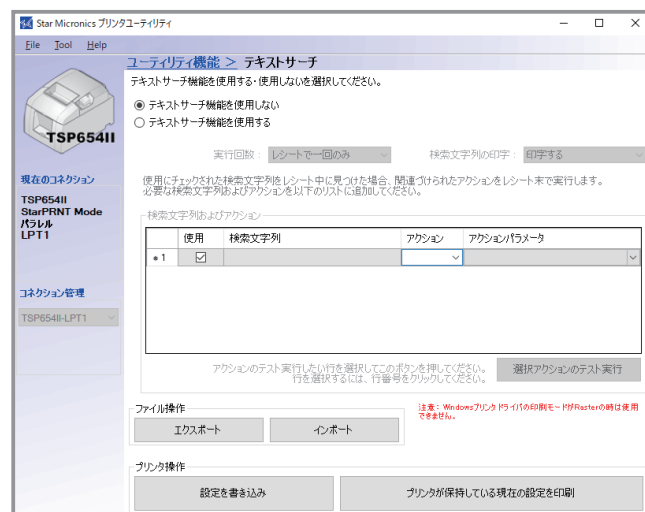 Star Micronics プリンタユーティリティ
File Tool Help
ユーティリティ機能 > テキストサーチ
テキストサーチ機能を使用する・使用しないを選択してください。
テキストサーチ機能を使用しない
テキストサーチ機能を使用する
TSP654II
実行回数： レシートで一回のみ 検索文字列の印字： 印字する
現在のコネクション
使用にチェックされた検索文字列をレシート中に見つけた場合、関連づけられたアクションをレシート末で実行します。
必要な検索文字列およびアクションを以下のリストに追加してください。
TSP654II
StarPRNT Mode
パラレル
LPT1
検索文字列およびアクション
使用 検索文字列 アクション アクションパラメータ
1
コネクション管理
TSP654II-LPT1
アクションのテスト実行したい行を選択してこのボタンを押してください。
行を選択するには、行番号をクリックしてください。
選択アクションのテスト実行
ファイル操作
エクスポート インポート
注意：Windowsプリンタドライバの印刷モードがRasterの時は使用
できません。
プリンタ操作
設定を書き込み プリンタが保持している現在の設定を印刷